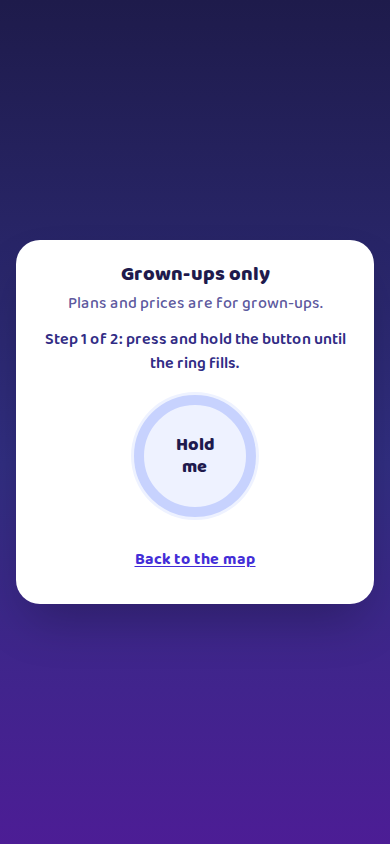 Grown-ups only
Plans and prices are for grown-ups.
Step 1 of 2: press and hold the button until
the ring fills.
Hold
me
Back to the map